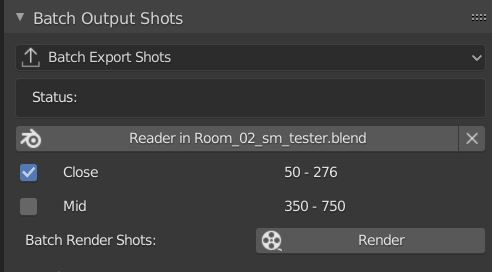 Batch Output Shots
Batch Export Shots
Status:
Reader in Room_02_sm_tester.blend
Close 50 - 276
Mid 350 - 750
Batch Render Shots: Render